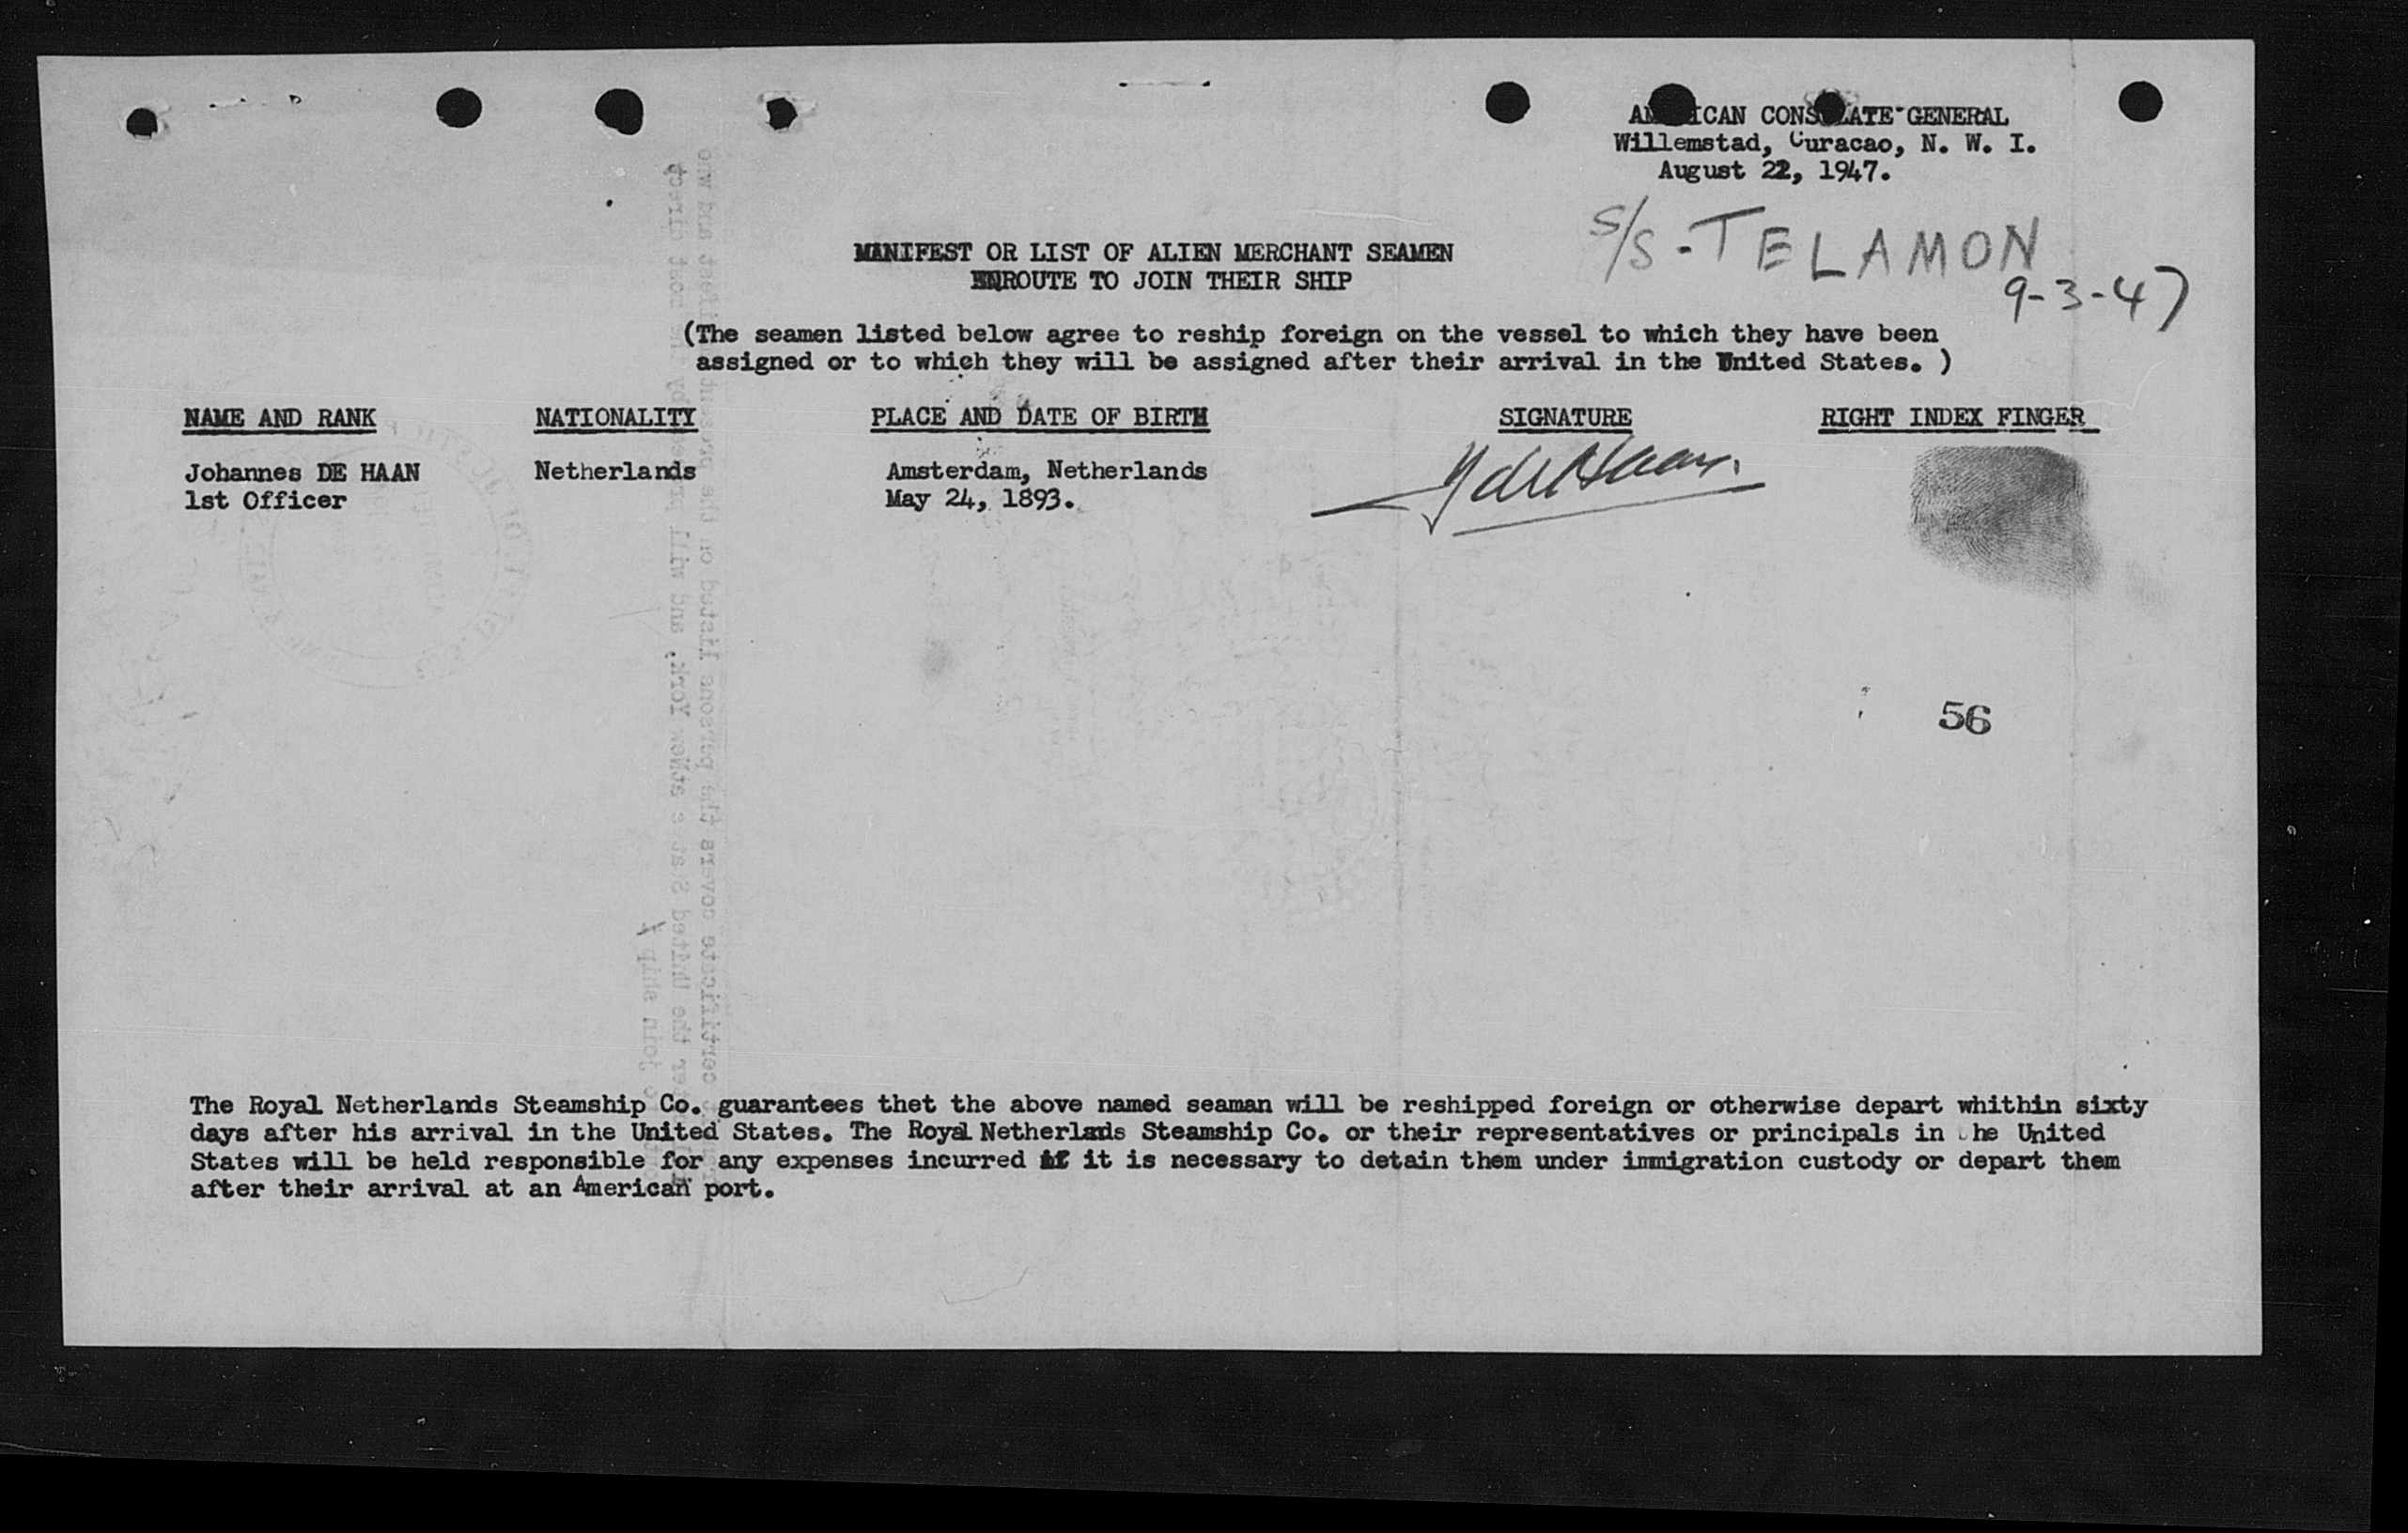 AMERICAN CONSULATE GENERAL
Willemstad, Curacao, N. W. I.
August 22, 1947.
S/S - TELAMON
9-3-47
MANIFEST OR LIST OF ALIEN MERCHANT SEAMEN
ENROUTE TO JOIN THEIR SHIP
(The seamen listed below agree to reship foreign on the vessel to which they have been
assigned or to which they will be assigned after their arrival in the United States. )
NAME AND RANK NATIONALITY PLACE AND DATE OF BIRTH SIGNATURE RIGHT INDEX FINGER
Johannes DE HAAN Netherlands Amsterdam, Netherlands J de Haan.
1st Officer May 24, 1893.
56
The Royal Netherlands Steamship Co. guarantees thet the above named seaman will be reshipped foreign or otherwise depart whithin sixty
days after his arrival in the United States. The Royal Netherlands Steamship Co. or their representatives or principals in the United
States will be held responsible for any expenses incurred if it is necessary to detain them under immigration custody or depart them
after their arrival at an American port.